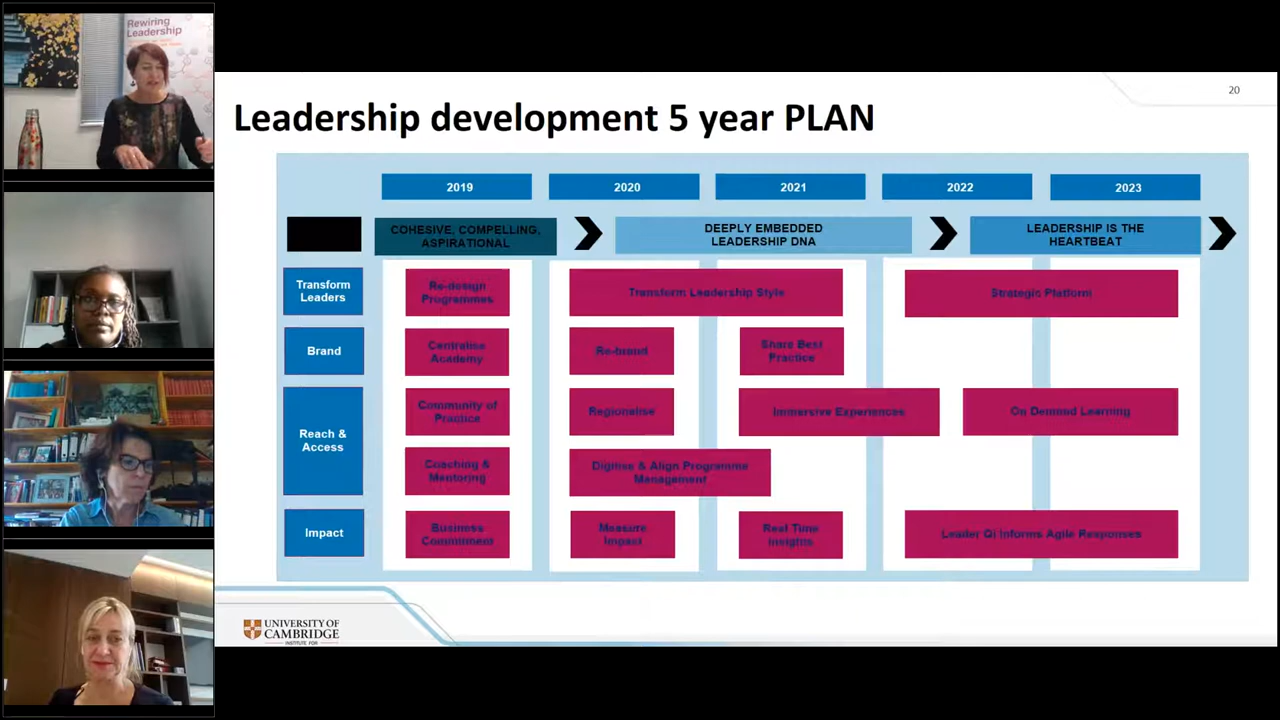 Rewiring
Leadership
20
Leadership development 5 year PLAN
2019
2020
2021
2022
2023
COHESIVE, COMPELLING,
ASPIRATIONAL
DEEPLY EMBEDDED
LEADERSHIP DNA
LEADERSHIP IS THE
HEARTBEAT
Transform
Leaders
Re-design
Programmes
Transform Leadership Style
Strategic Platform
Brand
Centralise
Academy
Re-brand
Share Best
Practice
Reach &
Access
Community of
Practice
Regionalise
Immersive Experiences
On Demand Learning
Coaching &
Mentoring
Digitise & Align Programme
Management
Impact
Business
Commitment
Measure
Impact
Real Time
Insights
Leader QI Informs Agile Responses
UNIVERSITY OF
CAMBRIDGE
INSTITUTE FOR